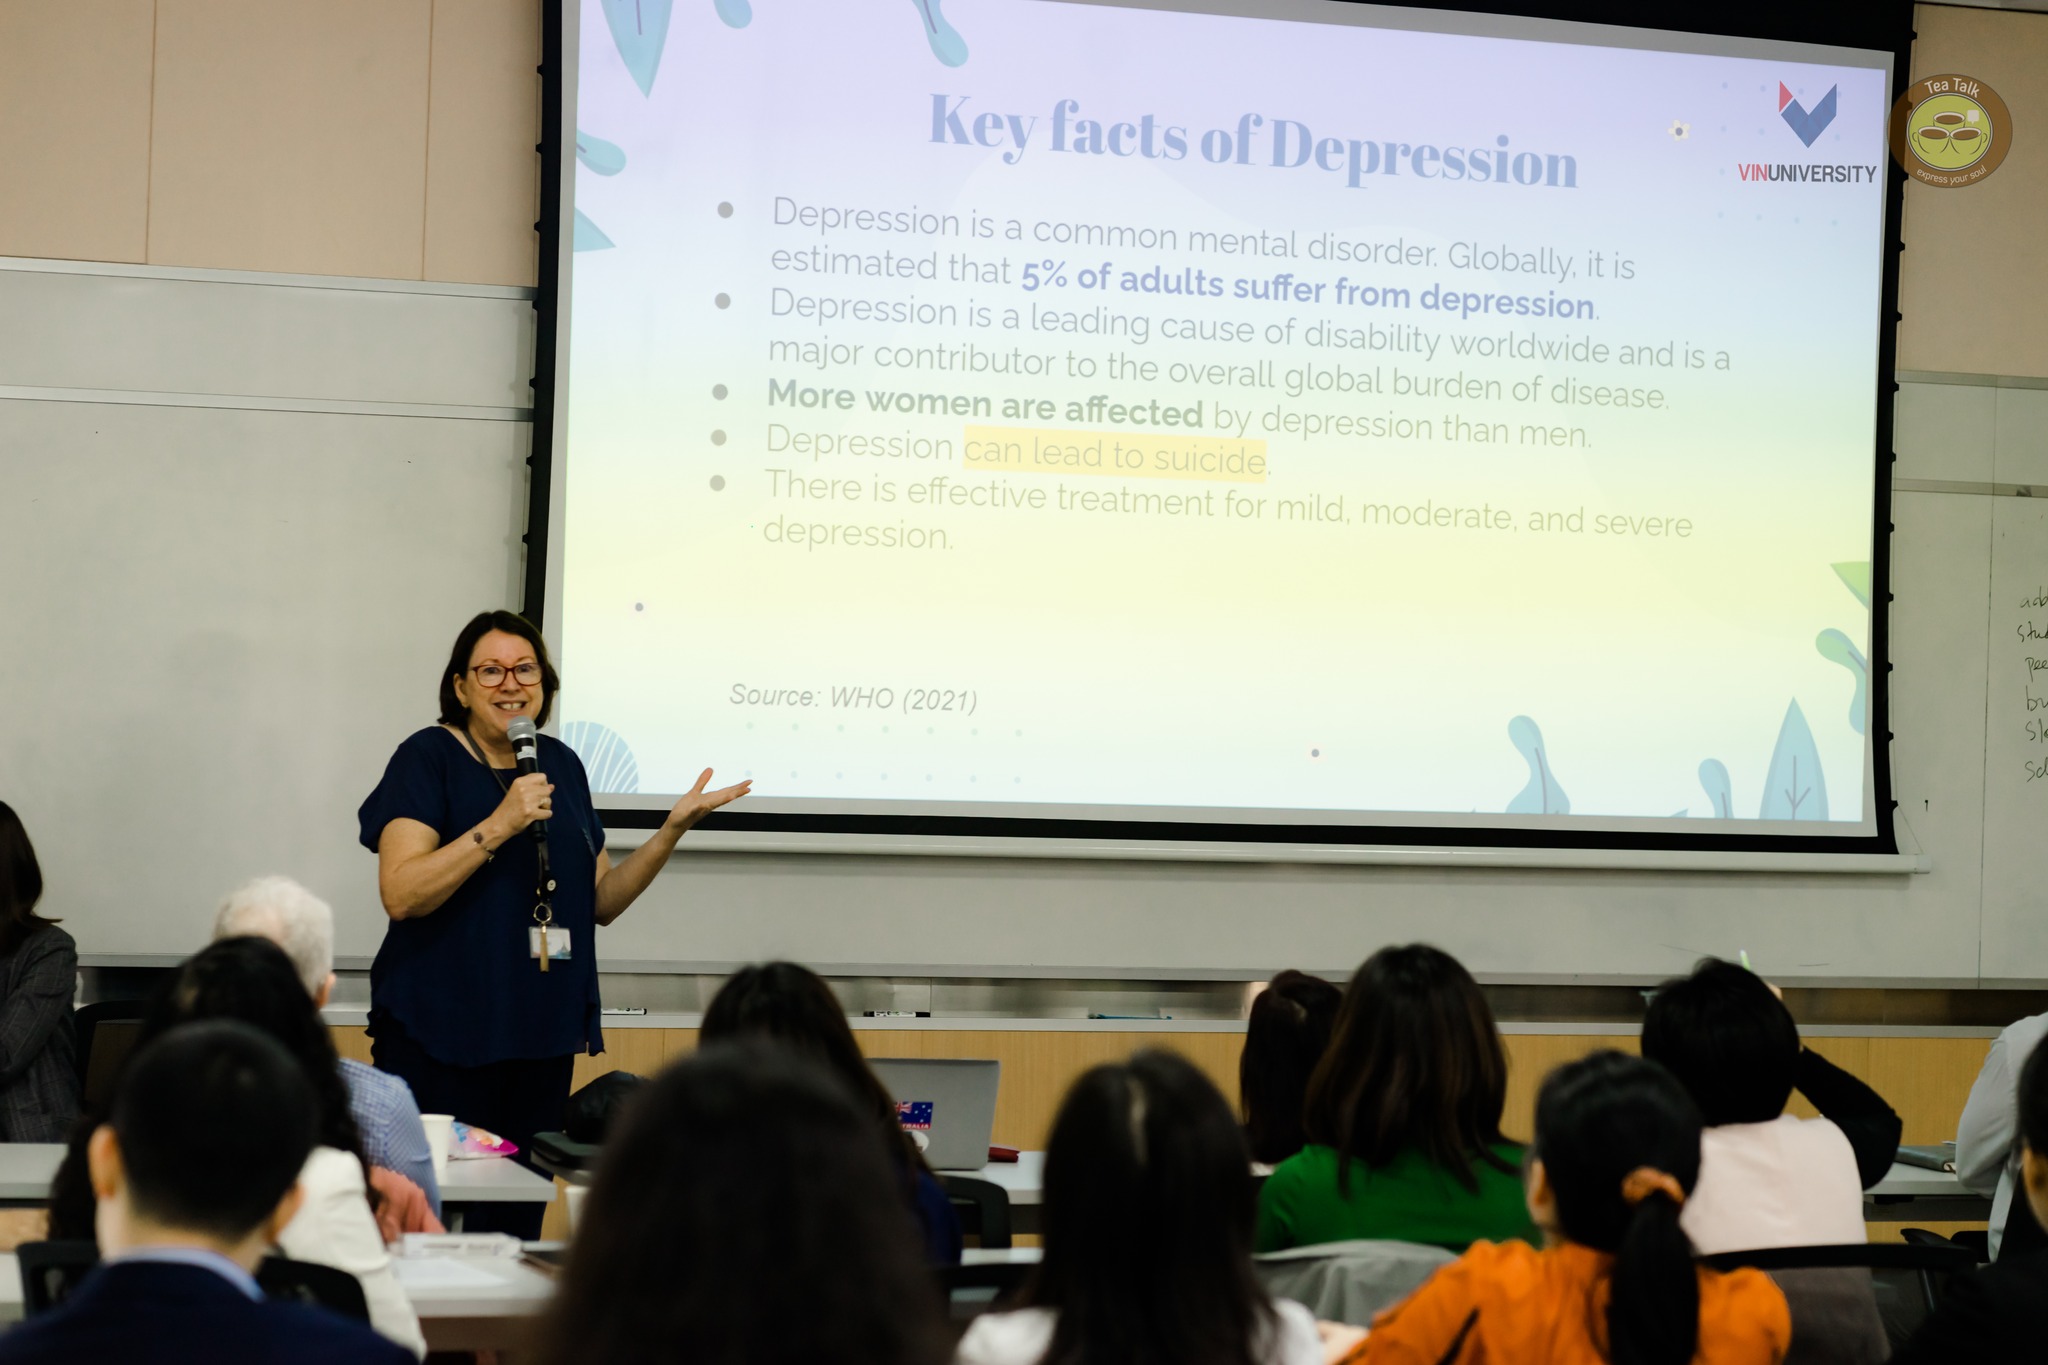 Key facts of Depression
VINUNIVERSITY
Tea Talk
express your soul
● Depression is a common mental disorder. Globally, it is
estimated that 5% of adults suffer from depression.
● Depression is a leading cause of disability worldwide and is a
major contributor to the overall global burden of disease.
● More women are affected by depression than men.
● Depression can lead to suicide.
● There is effective treatment for mild, moderate, and severe
depression.
Source: WHO (2021)